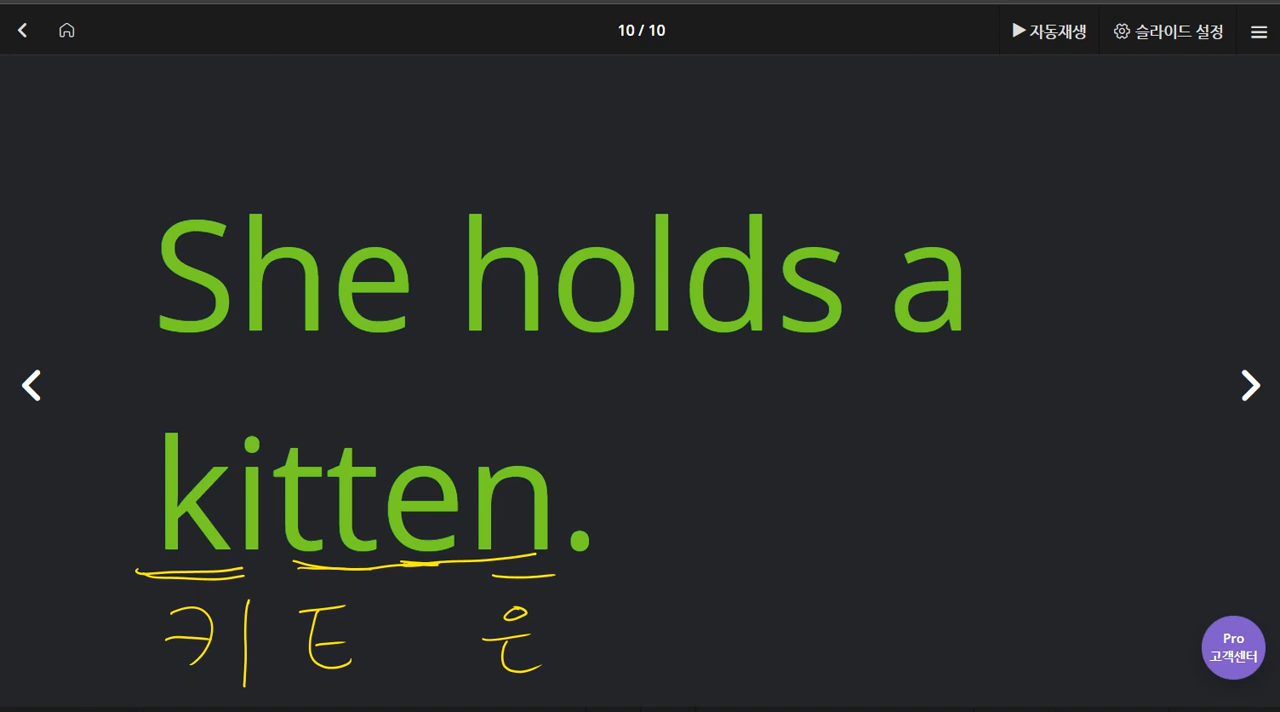 10 / 10
자동재생
슬라이드 설정
She holds a
kitten.
키 ㅌ 은
Pro
고객센터